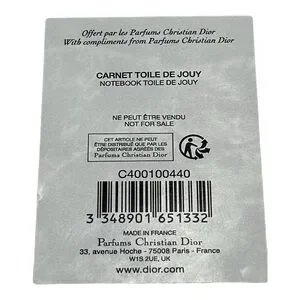 Offert par les Parfums Christian Dior
With compliments from Parfums Christian Dior
CARNET TOILE DE JOUY
NOTEBOOK TOILE DE JOUY
NE PEUT ÊTRE VENDU
NOT FOR SALE
CET ARTICLE NE PEUT
ÊTRE DISTRIBUÉ QUE PAR LES
DÉPOSITAIRES AGRÉÉS DES
Parfums Christian Dior
C400100440
3 348901 651332
MADE IN FRANCE
Parfums Christian Dior
33, avenue Hoche - 75008 Paris - France
W1S 2UE, UK
www.dior.com